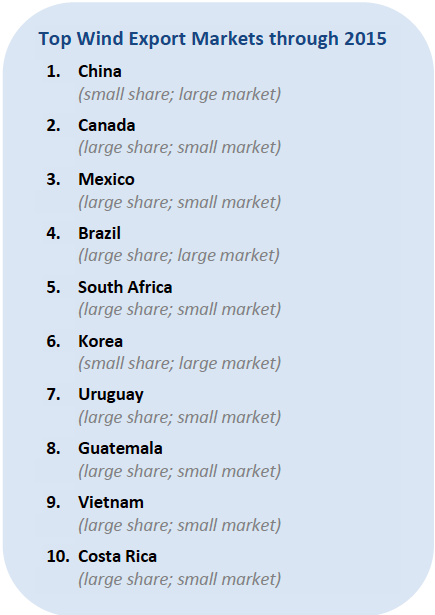 Top Wind Export Markets through 2015
1. China
(small share; large market)
2. Canada
(large share; small market)
3. Mexico
(large share; small market)
4. Brazil
(large share; large market)
5. South Africa
(large share; small market)
6. Korea
(small share; large market)
7. Uruguay
(large share; small market)
8. Guatemala
(large share; small market)
9. Vietnam
(large share; small market)
10. Costa Rica
(large share; small market)